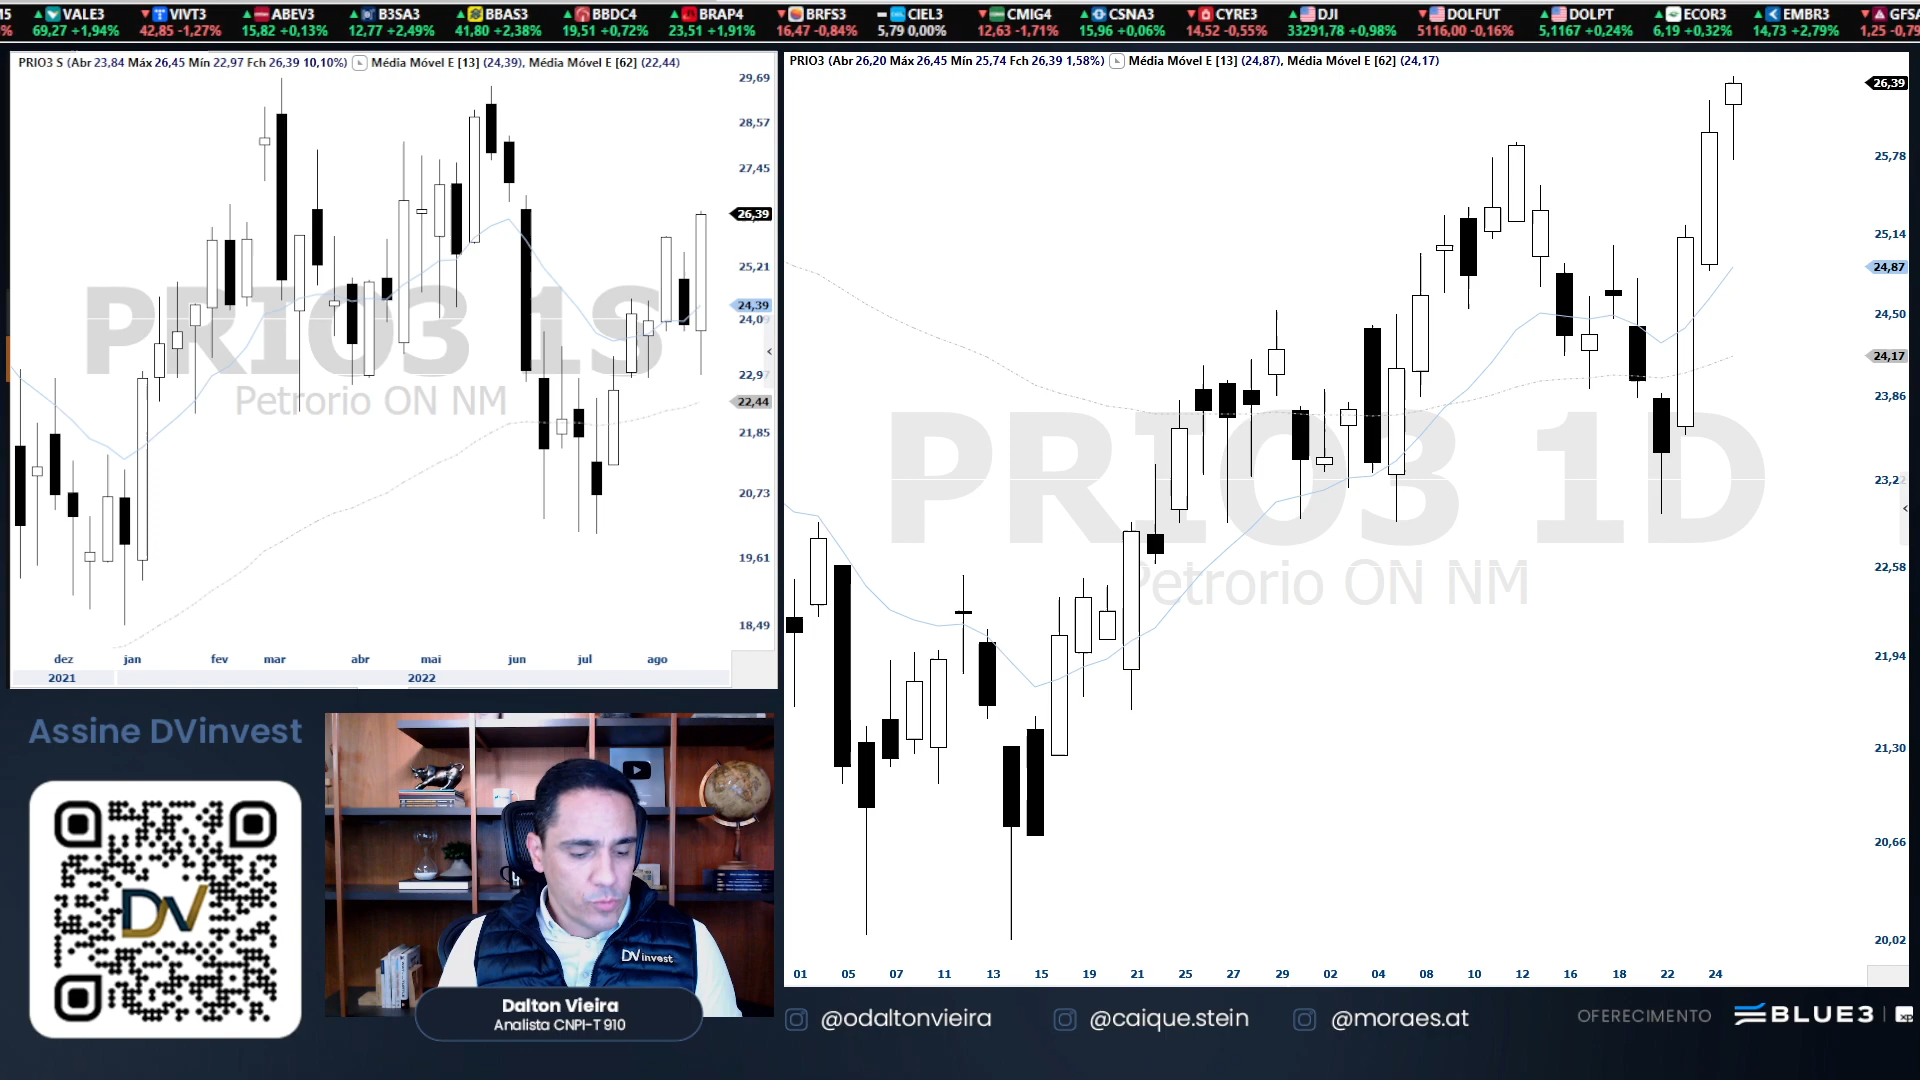 VALE3 69,27 +1,94%
VIVT3 42,85 -1,27%
ABEV3 15,82 +0,13%
B3SA3 12,77 +2,49%
BBAS3 41,80 +2,38%
BBDC4 19,51 +0,72%
BRAP4 23,51 +1,91%
BRFS3 16,47 -0,84%
CIEL3 5,79 0,00%
CMIG4 12,63 -1,71%
CSNA3 15,96 +0,06%
CYRE3 14,52 -0,55%
DJI 33291,78 +0,98%
DOLFUT 5116,00 -0,16%
DOLPT 5,1167 +0,24%
ECOR3 6,19 +0,32%
EMBR3 14,73 +2,79%
PRIO3 S (Abr 23,84 Máx 26,45 Mín 22,97 Fch 26,39 10,10%) Média Móvel E [13] (24,39), Média Móvel E [62] (22,44)
29,69
28,57
27,45
26,39
25,21
24,39
22,97
22,44
21,85
20,73
19,61
18,49
PRIO3 1S
Petrorio ON NM
dez jan fev mar abr mai jun jul ago
2021 2022
PRIO3 (Abr 26,20 Máx 26,45 Mín 25,74 Fch 26,39 1,58%) Média Móvel E [13] (24,87), Média Móvel E [62] (24,17)
26,39
25,78
25,14
24,87
24,50
24,17
23,86
22,58
21,94
21,30
20,66
20,02
PRIO3 1D
Petrorio ON NM
01 05 07 11 13 15 19 21 25 27 29 02 04 08 10 12 16 18 22 24
Assine DVinvest
DV
DVinvest
Dalton Vieira
Analista CNPI-T 910
@odaltonvieira @caique.stein @moraes.at
OFERECIMENTO BLUE3 | xp